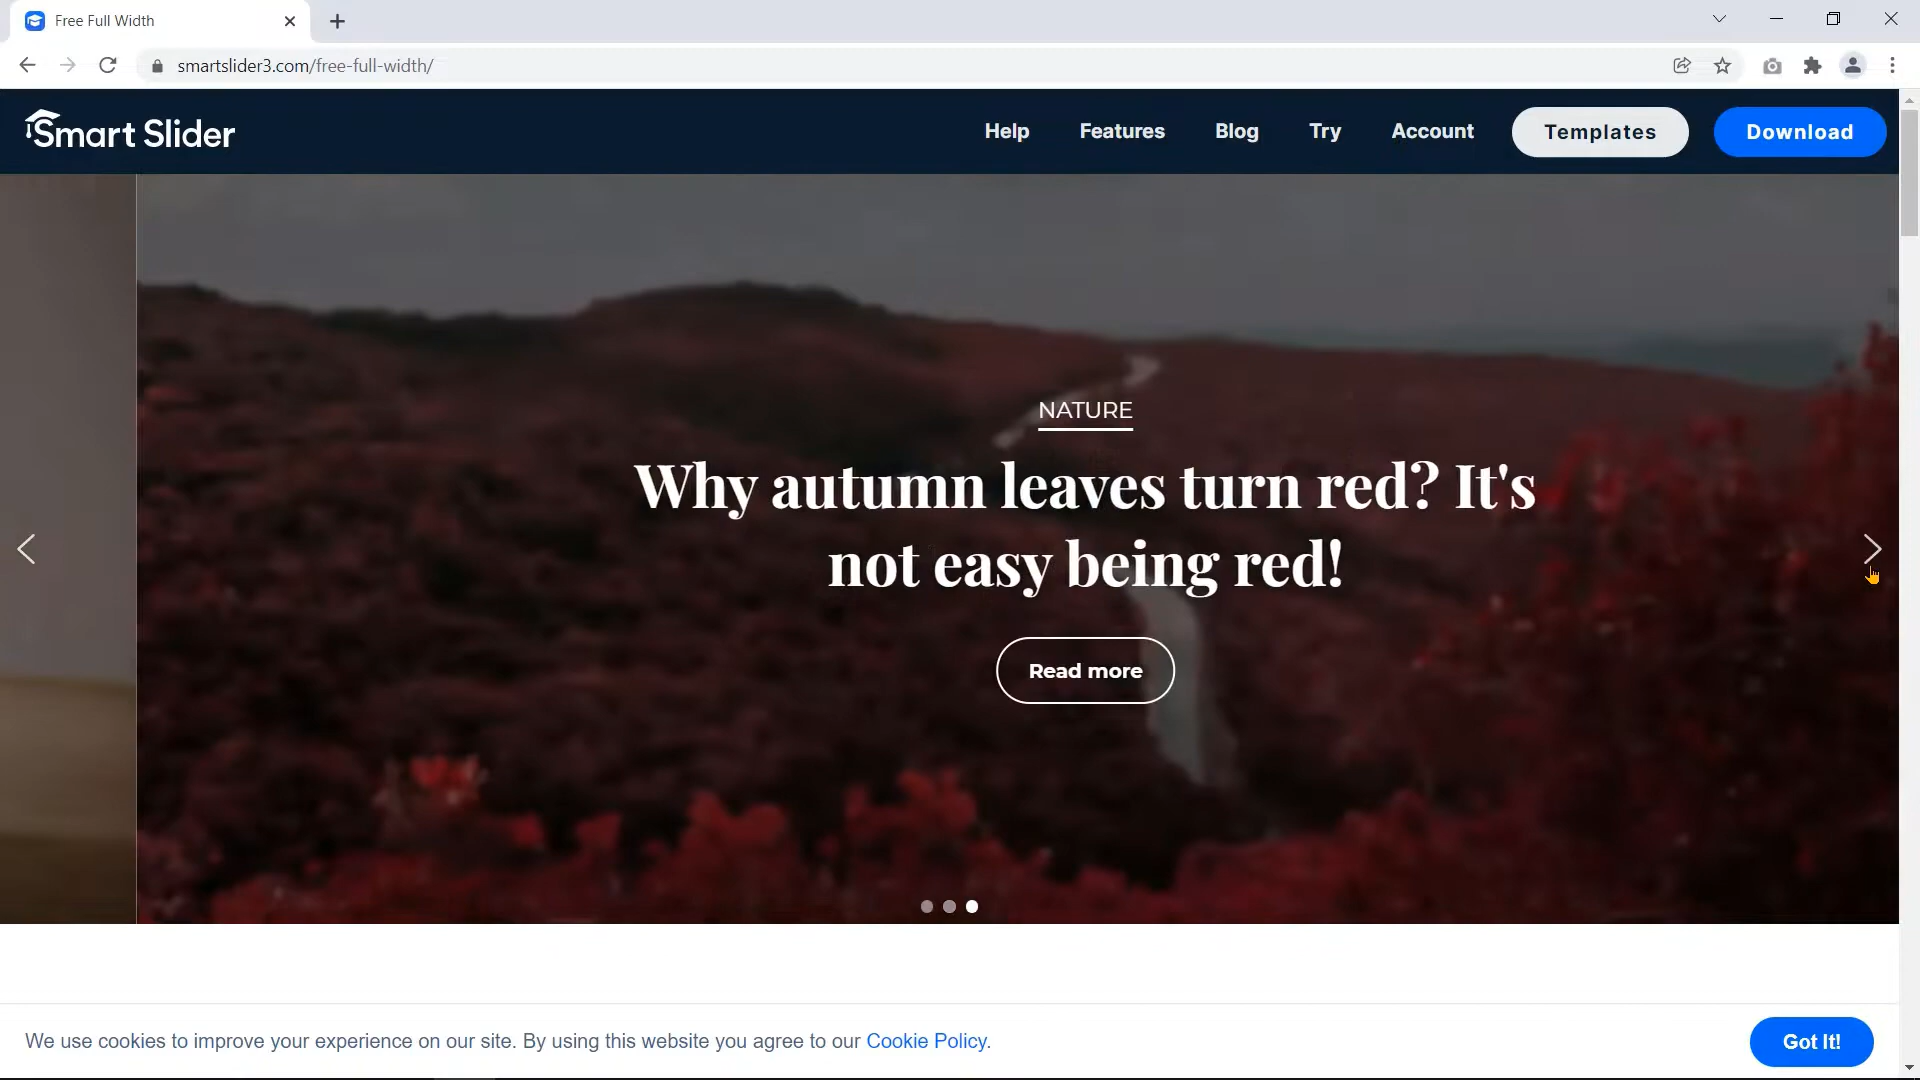 Free Full Width
smartslider3.com/free-full-width/
Smart Slider
Help
Features
Blog
Try
Account
Templates
Download
NATURE
Why autumn leaves turn red? It's
not easy being red!
Read more
We use cookies to improve your experience on our site. By using this website you agree to our Cookie Policy.
Got It!